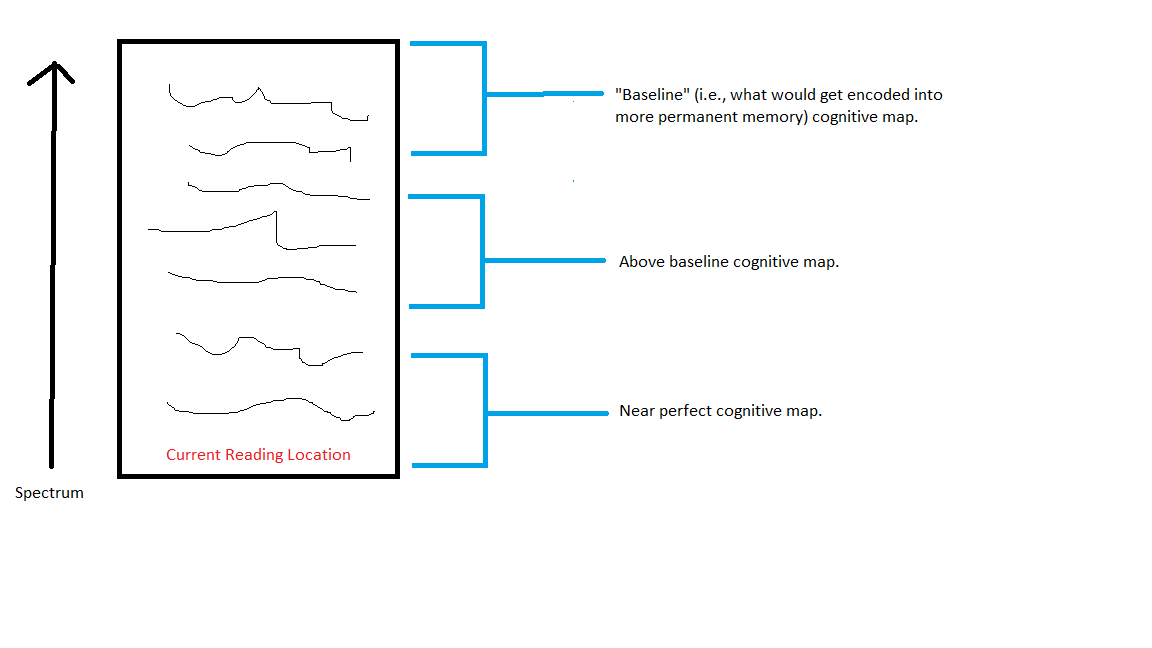 "Baseline" (i.e., what would get encoded into
more permanent memory) cognitive map.
Above baseline cognitive map.
Near perfect cognitive map.
Current Reading Location
Spectrum